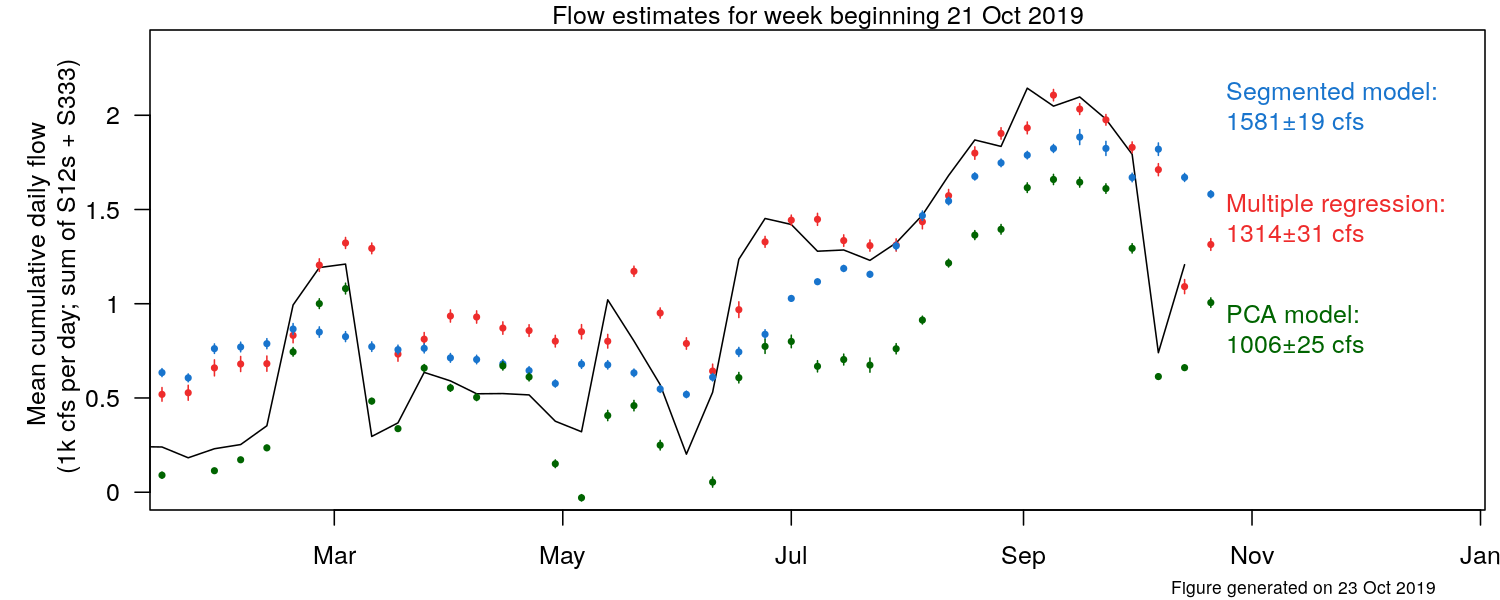 Flow estimates for week beginning 21 Oct 2019
Mean cumulative daily flow
(1k cfs per day; sum of S12s + S333)
2
1.5
1
0.5
0
Segmented model:
1581±19 cfs
Multiple regression:
1314±31 cfs
PCA model:
1006±25 cfs
Mar May Jul Sep Nov Jan
FIgure generated on 23 Oct 2019